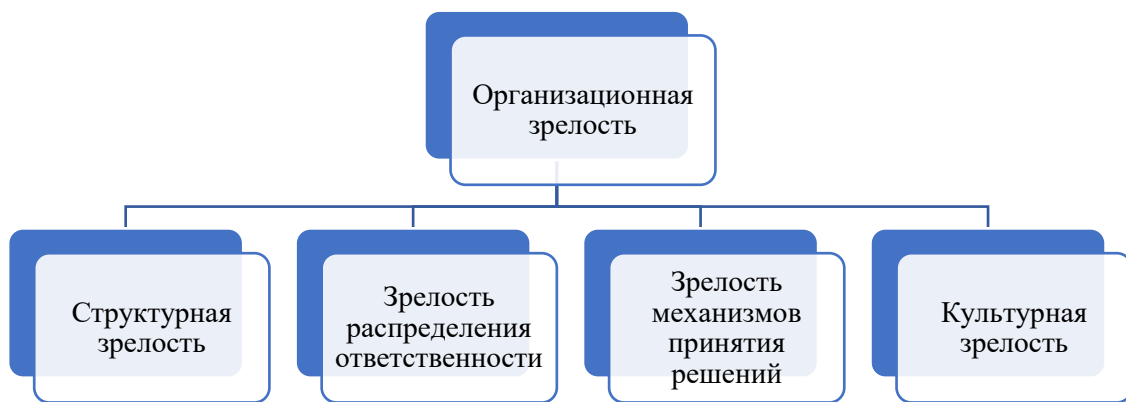 Организационная
зрелость
Структурная
зрелость
Зрелость
распределения
ответственности
Зрелость
механизмов
принятия
решений
Культурная
зрелость